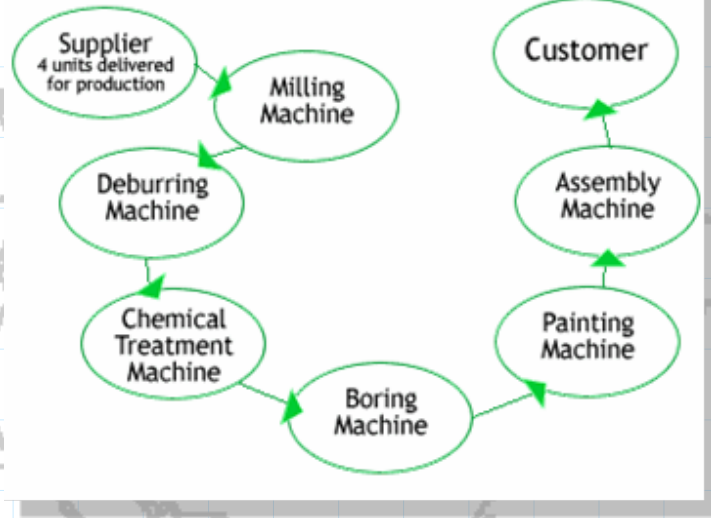 Supplier
4 units delivered
for production
Milling
Machine
Deburring
Machine
Chemical
Treatment
Machine
Boring
Machine
Painting
Machine
Assembly
Machine
Customer